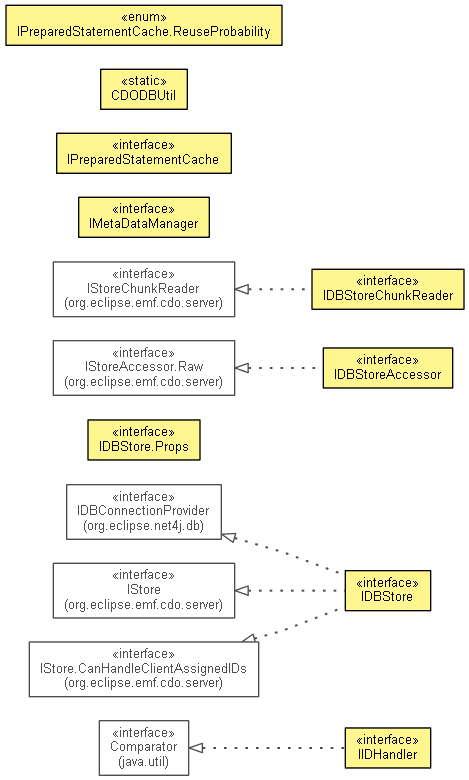 «enum»
IPreparedStatementCache.ReuseProbability
«static»
CDODBUtil
«interface»
IPreparedStatementCache
«interface»
IMetaDataManager
«interface»
IStoreChunkReader
(org.eclipse.emf.cdo.server)
«interface»
IDBStoreChunkReader
«interface»
IStoreAccessor.Raw
(org.eclipse.emf.cdo.server)
«interface»
IDBStoreAccessor
«interface»
IDBStore.Props
«interface»
IDBConnectionProvider
(org.eclipse.net4j.db)
«interface»
IStore
(org.eclipse.emf.cdo.server)
«interface»
IDBStore
«interface»
IStore.CanHandleClientAssignedIDs
(org.eclipse.emf.cdo.server)
«interface»
Comparator
(java.util)
«interface»
IIDHandler